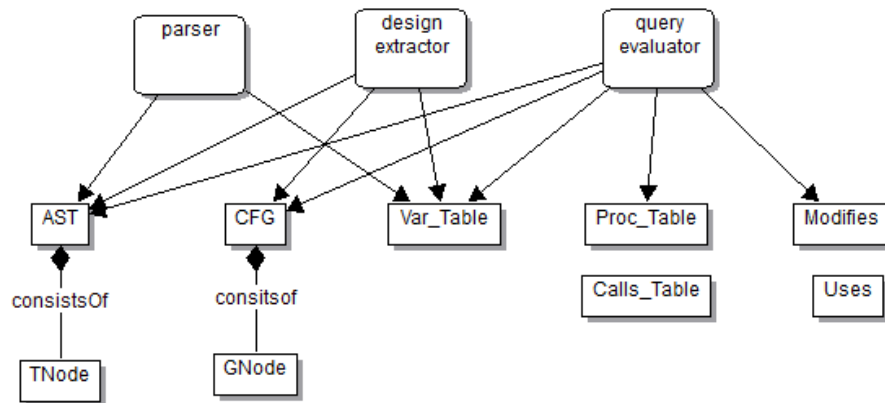 parser
design
extractor
query
evaluator
AST
CFG
Var_Table
Proc_Table
Modifies
Calls_Table
Uses
consistsOf
consitsof
TNode
GNode